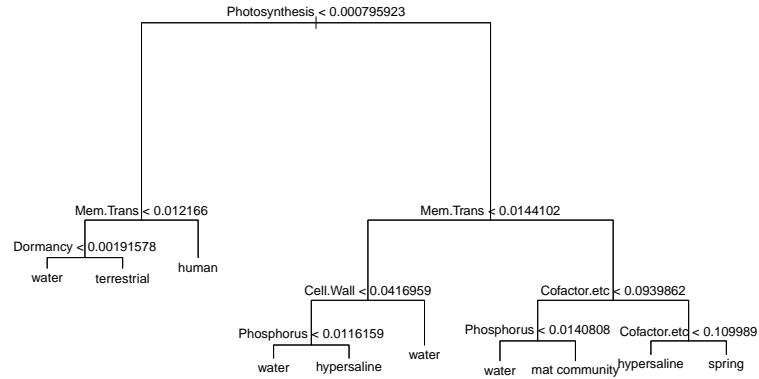 Photosynthesis < 0.000795923
Mem.Trans < 0.012166
Mem.Trans < 0.0144102
Dormancy < 0.00191578
human
water
terrestrial
Cell.Wall < 0.0416959
Cofactor.etc < 0.0939862
Phosphorus < 0.0116159
water
Phosphorus < 0.0140808
Cofactor.etc < 0.109989
water
hypersaline
water
mat community
hypersaline
spring